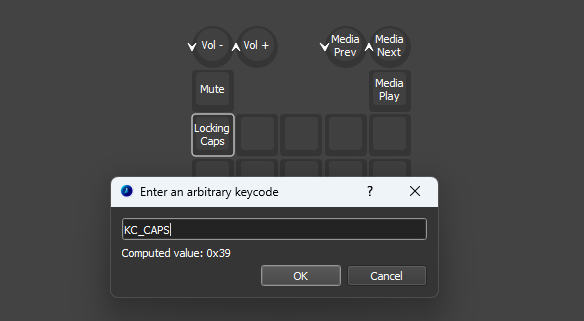 Vol -
Vol +
Media
Prev
Media
Next
Mute
Media
Play
Locking
Caps
Enter an arbitrary keycode
?
KC_CAPS
Computed value: 0x39
OK
Cancel